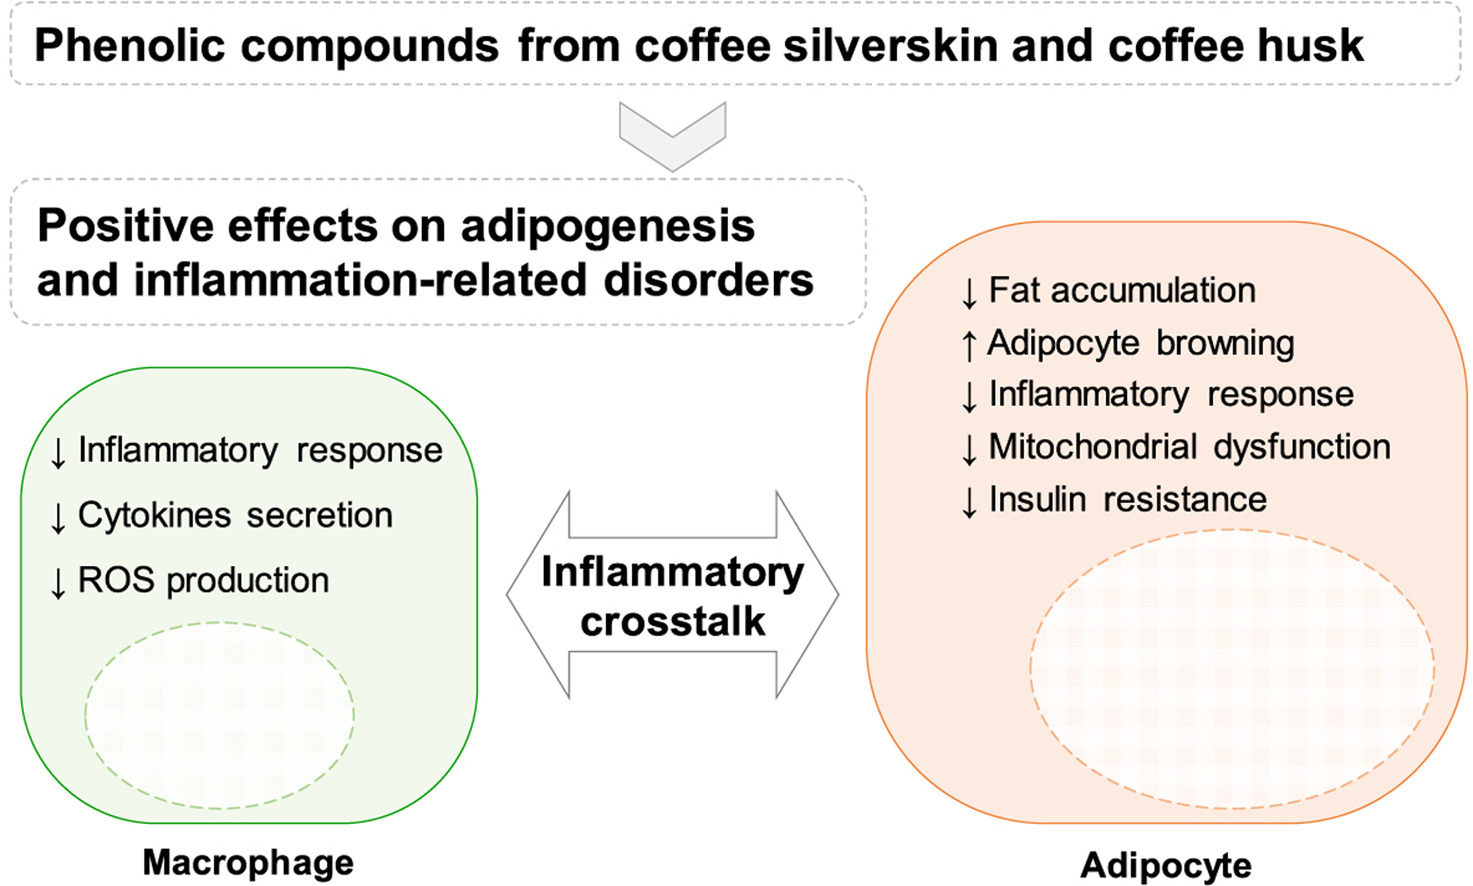 Phenolic compounds from coffee silverskin and coffee husk
Positive effects on adipogenesis
and inflammation-related disorders
↓ Inflammatory response
↓ Cytokines secretion
↓ ROS production
Macrophage
Inflammatory
crosstalk
↓ Fat accumulation
↑ Adipocyte browning
↓ Inflammatory response
↓ Mitochondrial dysfunction
↓ Insulin resistance
Adipocyte